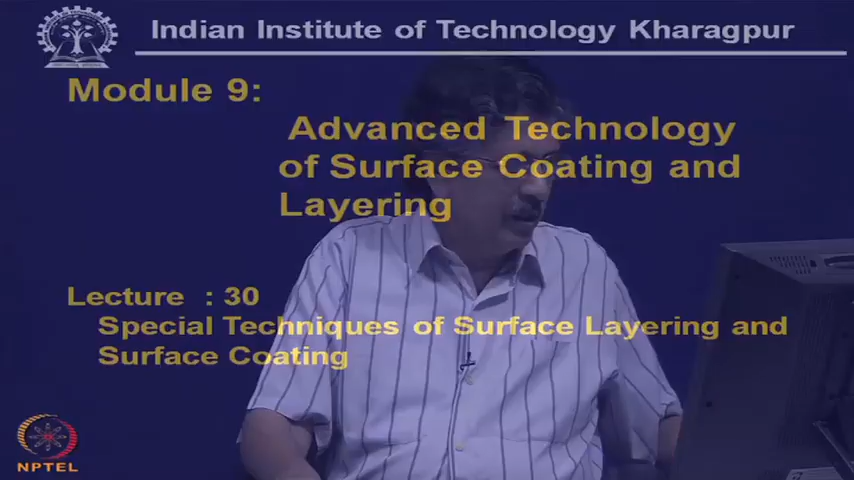 Indian Institute of Technology Kharagpur
Module 9:
Advanced Technology
of Surface Coating and
Layering
Lecture : 30
Special Techniques of Surface Layering and
Surface Coating
NPTEL